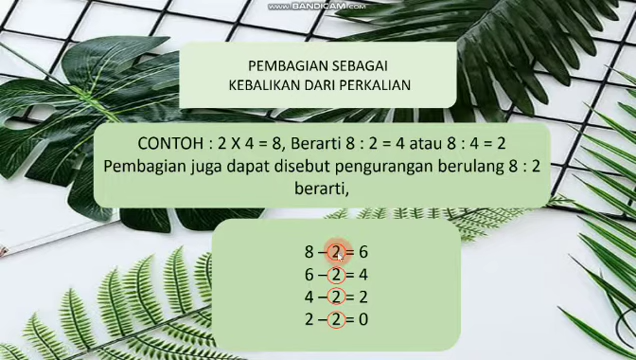 www.BANDICAM.com
PEMBAGIAN SEBAGAI
KEBALIKAN DARI PERKALIAN
CONTOH : 2 X 4 = 8, Berarti 8 : 2 = 4 atau 8 : 4 = 2
Pembagian juga dapat disebut pengurangan berulang 8 : 2
berarti,
8 – 2 = 6
6 – 2 = 4
4 – 2 = 2
2 – 2 = 0